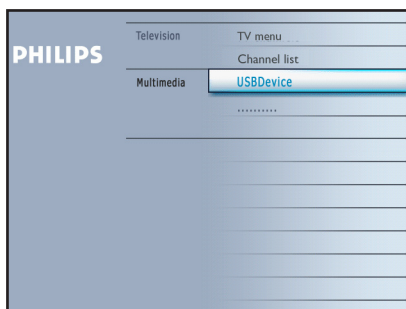 PHILIPS
Television TV menu
Channel list
Multimedia USBDevice
..........